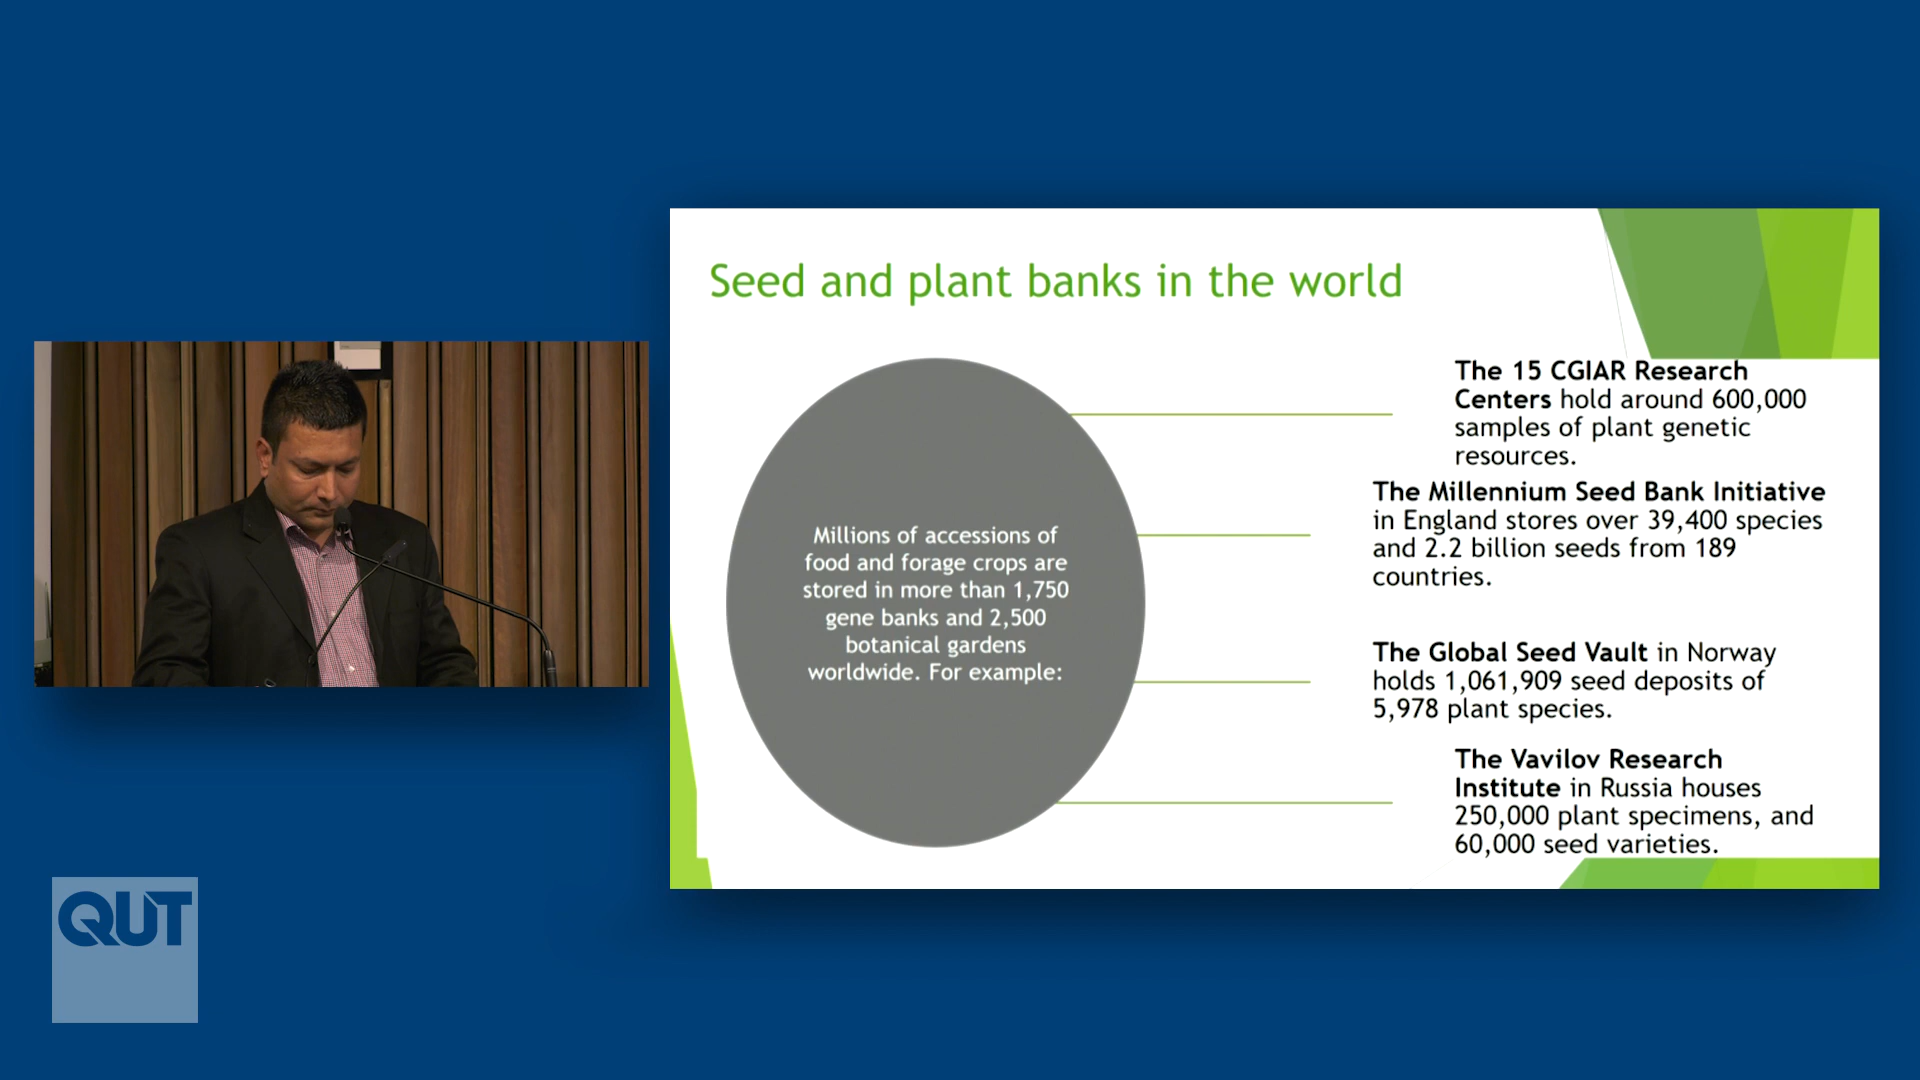 Seed and plant banks in the world
Millions of accessions of
food and forage crops are
stored in more than 1,750
gene banks and 2,500
botanical gardens
worldwide. For example:
The 15 CGIAR Research
Centers hold around 600,000
samples of plant genetic
resources.
The Millennium Seed Bank Initiative
in England stores over 39,400 species
and 2.2 billion seeds from 189
countries.
The Global Seed Vault in Norway
holds 1,061,909 seed deposits of
5,978 plant species.
The Vavilov Research
Institute in Russia houses
250,000 plant specimens, and
60,000 seed varieties.
QUT